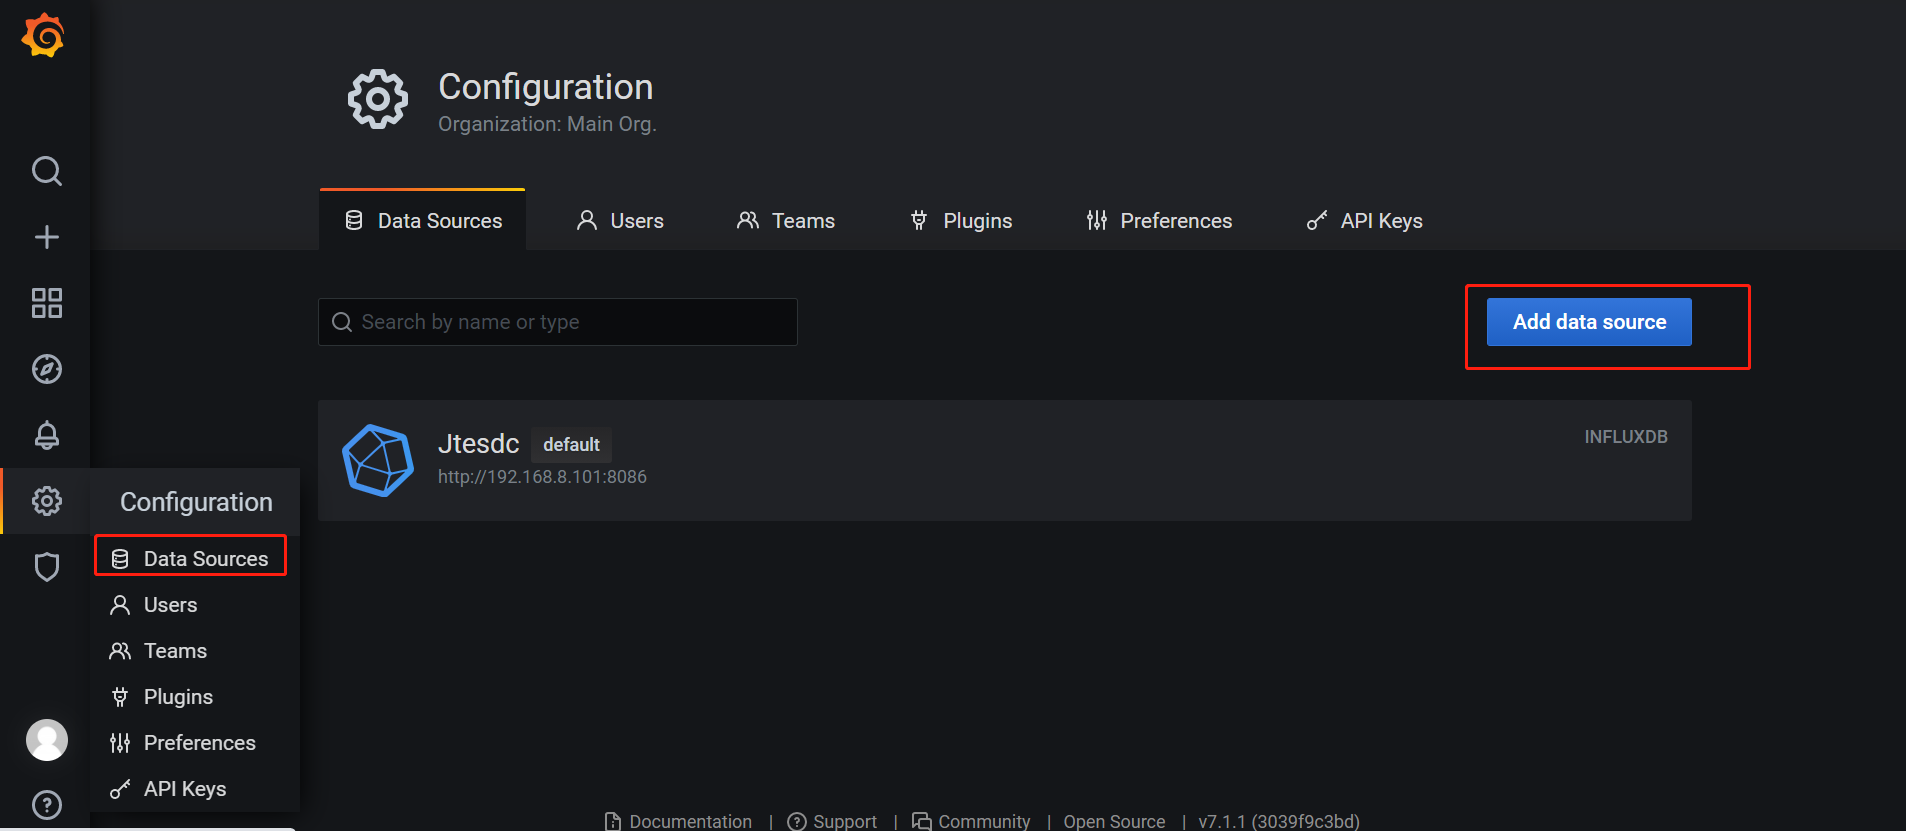 Configuration
Organization: Main Org.
Data Sources
Users
Teams
Plugins
Preferences
API Keys
Search by name or type
Add data source
Jtesdc default
INFLUXDB
http://192.168.8.101:8086
Configuration
Data Sources
Users
Teams
Plugins
Preferences
API Keys
Documentation | Support | Community | Open Source | v7.1.1 (3039f9c3bd)